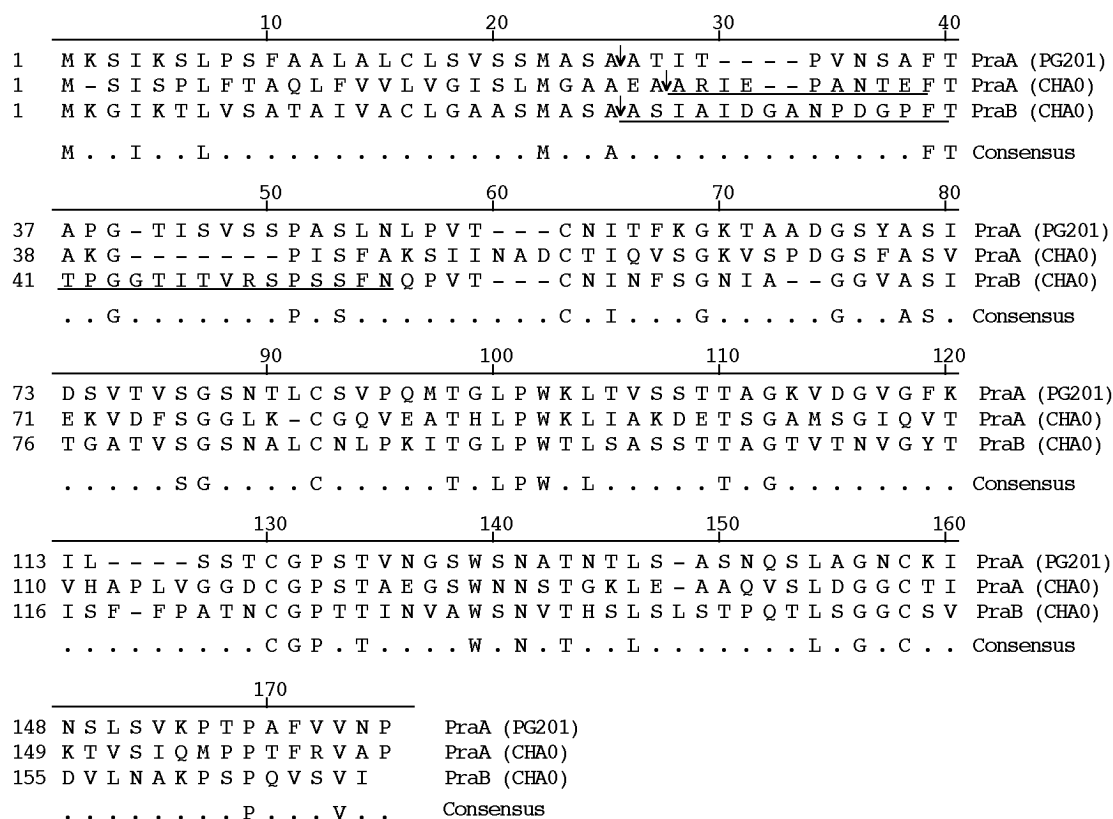 10 20 30 40
1 M K S I K S L P S F A A L A L C L S V S S M A S A A T I T - - - - P V N S A F T PraA (PG201)
1 M - S I S P L F T A Q L F V V L V G I S L M G A A E A A R I E - - P A N T E F T PraA (CHA0)
1 M K G I K T L V S A T A I V A C L G A A S M A S A A S I A I D G A N P D G P F T PraB (CHA0)
M . . I . . L . . . . . . . . . . . . . . M . . A . . . . . . . . . . . . . F T Consensus
50 60 70 80
37 A P G - T I S V S S P A S L N L P V T - - - C N I T F K G K T A A D G S Y A S I PraA (PG201)
38 A K G - - - - - - - P I S F A K S I I N A D C T I Q V S G K V S P D G S F A S V PraA (CHA0)
41 T P G G T I T V R S P S S F N Q P V T - - - C N I N F S G N I A - G G V A S I PraB (CHA0)
. . G . . . . . . . P . S . . . . . . . . . C . I . . . G . . . . . G . . A S . Consensus
90 100 110 120
73 D S V T V S G S N T L C S V P Q M T G L P W K L T V S S T T A G K V D G V G F K PraA (PG201)
71 E K V D F S G G L K - C G Q V E A T H L P W K L I A K D E T S G A M S G I Q V T PraA (CHA0)
76 T G A T V S G S N A L C N L P K I T G L P W T L S A S S T T A G T V T N V G Y T PraB (CHA0)
. . . . . S G . . . . C . . . . . T . L P W . L . . . . . T . G . . . . . . . . Consensus
130 140 150 160
113 I L - - - - S S T C G P S T V N G S W S N A T N T L S - A S N Q S L A G N C K I PraA (PG201)
110 V H A P L V G G D C G P S T A E G S W N N S T G K L E - A A Q V S L D G G C T I PraA (CHA0)
116 I S F - F P A T N C G P T T I N V A W S N V T H S L S L S T P Q T L S G G C S V PraB (CHA0)
. . . . . . . . . C G P . T . . . . W . N . T . . L . . . . . . . L . G . C . . Consensus
170
148 N S L S V K P T P A F V V N P PraA (PG201)
149 K T V S I Q M P P T F R V A P PraA (CHA0)
155 D V L N A K P S P Q V S V I PraB (CHA0)
. . . . . . . . P . . . V . . Consensus